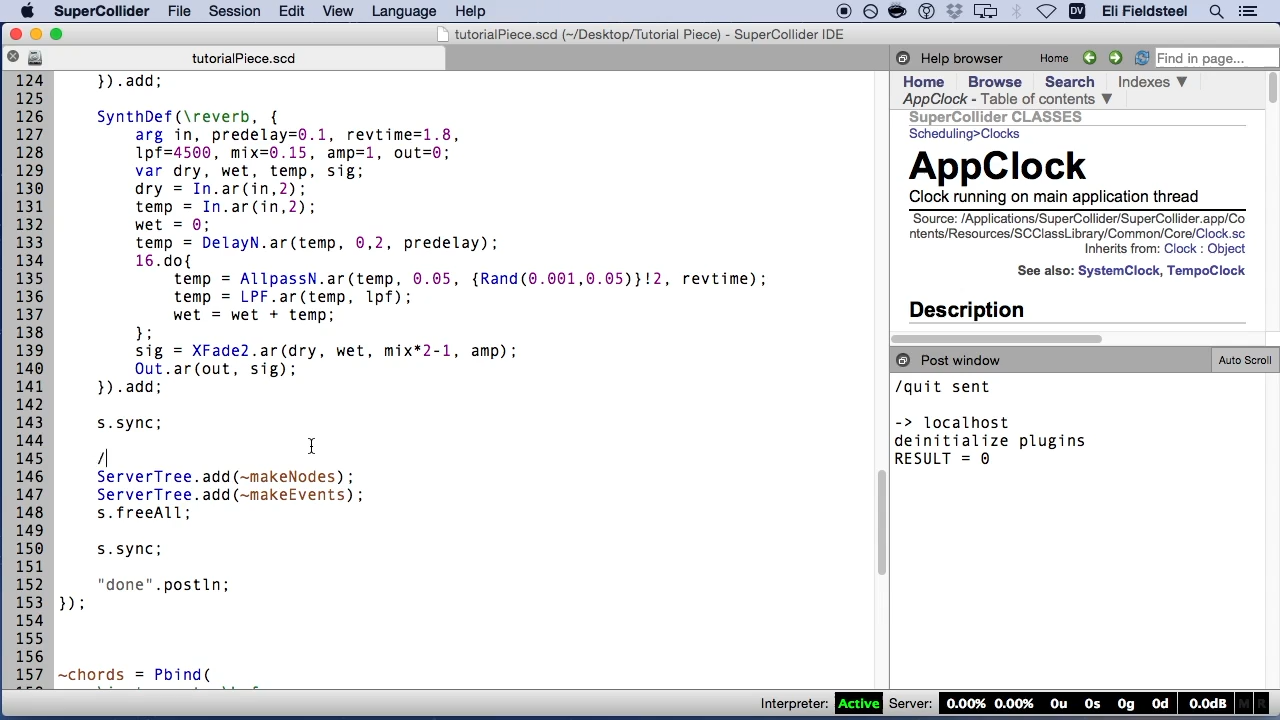 SuperCollider File Session Edit View Language Help DV Eli Fieldsteel
tutorialPiece.scd (~/Desktop/Tutorial Piece) - SuperCollider IDE
tutorialPiece.scd
124 }).add;
125
126 SynthDef(\reverb, {
127 arg in, predelay=0.1, revtime=1.8,
128 lpf=4500, mix=0.15, amp=1, out=0;
129 var dry, wet, temp, sig;
130 dry = In.ar(in,2);
131 temp = In.ar(in,2);
132 wet = 0;
133 temp = DelayN.ar(temp, 0,2, predelay);
134 16.do{
135 temp = AllpassN.ar(temp, 0.05, {Rand(0.001,0.05)}!2, revtime);
136 temp = LPF.ar(temp, lpf);
137 wet = wet + temp;
138 };
139 sig = XFade2.ar(dry, wet, mix*2-1, amp);
140 Out.ar(out, sig);
141 }).add;
142
143 s.sync;
144
145 /
146 ServerTree.add(~makeNodes);
147 ServerTree.add(~makeEvents);
148 s.freeAll;
149
150 s.sync;
151
152 "done".postln;
153 });
154
155
156
157 ~chords = Pbind(
Help browser Home Find in page...
Home Browse Search Indexes ▼
AppClock - Table of contents ▼
SuperCollider CLASSES
Scheduling>Clocks
AppClock
Clock running on main application thread
Source: /Applications/SuperCollider/SuperCollider.app/Co
ntents/Resources/SCClassLibrary/Common/Core/Clock.sc
Inherits from: Clock : Object
See also: SystemClock, TempoClock
Description
Post window Auto Scroll
/quit sent
-> localhost
deinitialize plugins
RESULT = 0
Interpreter: Active Server: 0.00% 0.00% 0u 0s 0g 0d 0.0dB M R